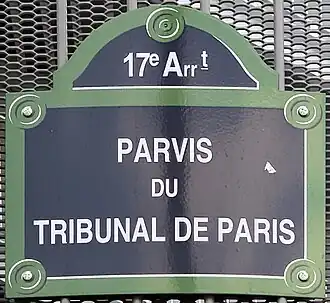 17e Arrt
PARVIS
DU
TRIBUNAL DE PARIS